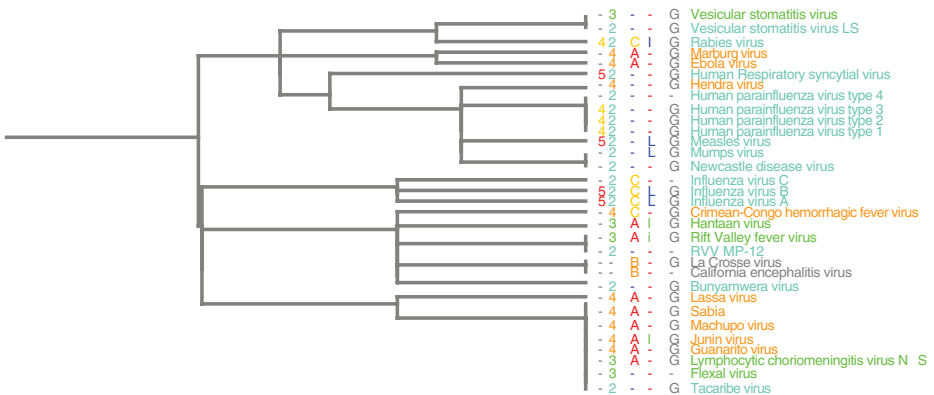 - 3 - - G Vesicular stomatitis virus
- 2 - - G Vesicular stomatitis virus LS
4 2 C I G Rabies virus
- 4 A - G Marburg virus
- 4 A - G Ebola virus
5 2 - - G Human Respiratory syncytial virus
- 4 - - G Hendra virus
- 2 - - - Human parainfluenza virus type 4
4 2 - - G Human parainfluenza virus type 3
4 2 - - G Human parainfluenza virus type 2
4 2 - - G Human parainfluenza virus type 1
5 2 - L G Measles virus
- 2 - L G Mumps virus
- 2 - - G Newcastle disease virus
- 2 C - - Influenza virus C
5 2 C L G Influenza virus B
5 2 C L G Influenza virus A
- 4 C - G Crimean-Congo hemorrhagic fever virus
- 3 A l G Hantaan virus
- 3 A i G Rift Valley fever virus
- 2 - - - RVV MP-12
- - B - G La Crosse virus
- - B - - California encephalitis virus
- 2 - - G Bunyamwera virus
- 4 A - G Lassa virus
- 4 A - G Sabia
- 4 A - G Machupo virus
- 4 A l G Junin virus
- 4 A - G Guanarito virus
- 3 A - G Lymphocytic choriomeningitis virus N S
- 3 - - - Flexal virus
- 2 - - G Tacaribe virus